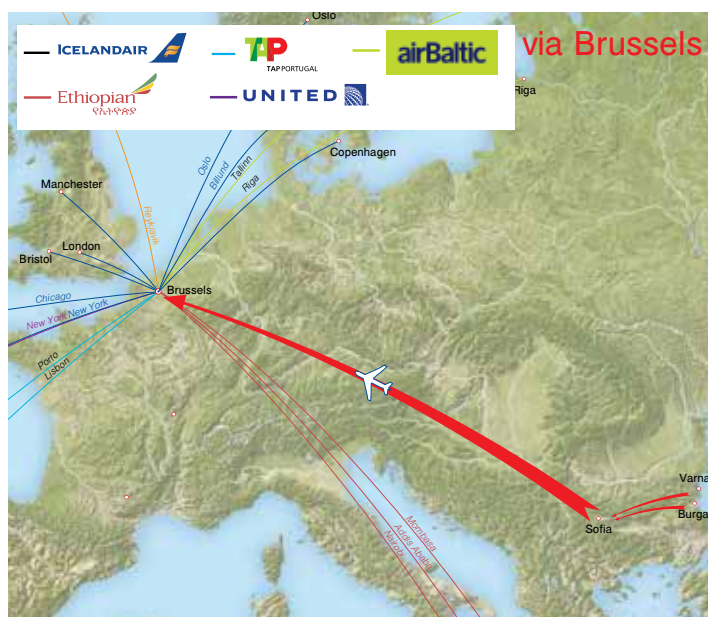 Oslo
ICELANDAIR
TAP
TAP PORTUGAL
airBaltic
via Brussels
Ethiopian
የኢትዮጵያ
UNITED
Riga
Copenhagen
Oslo
Billund
Tallinn
Riga
Manchester
Reykjavik
London
Bristol
Brussels
Chicago
New York
New York
Porto
Lisbon
Varna
Burga
Sofia
Mombasa
Addis Ababa
Nairobi